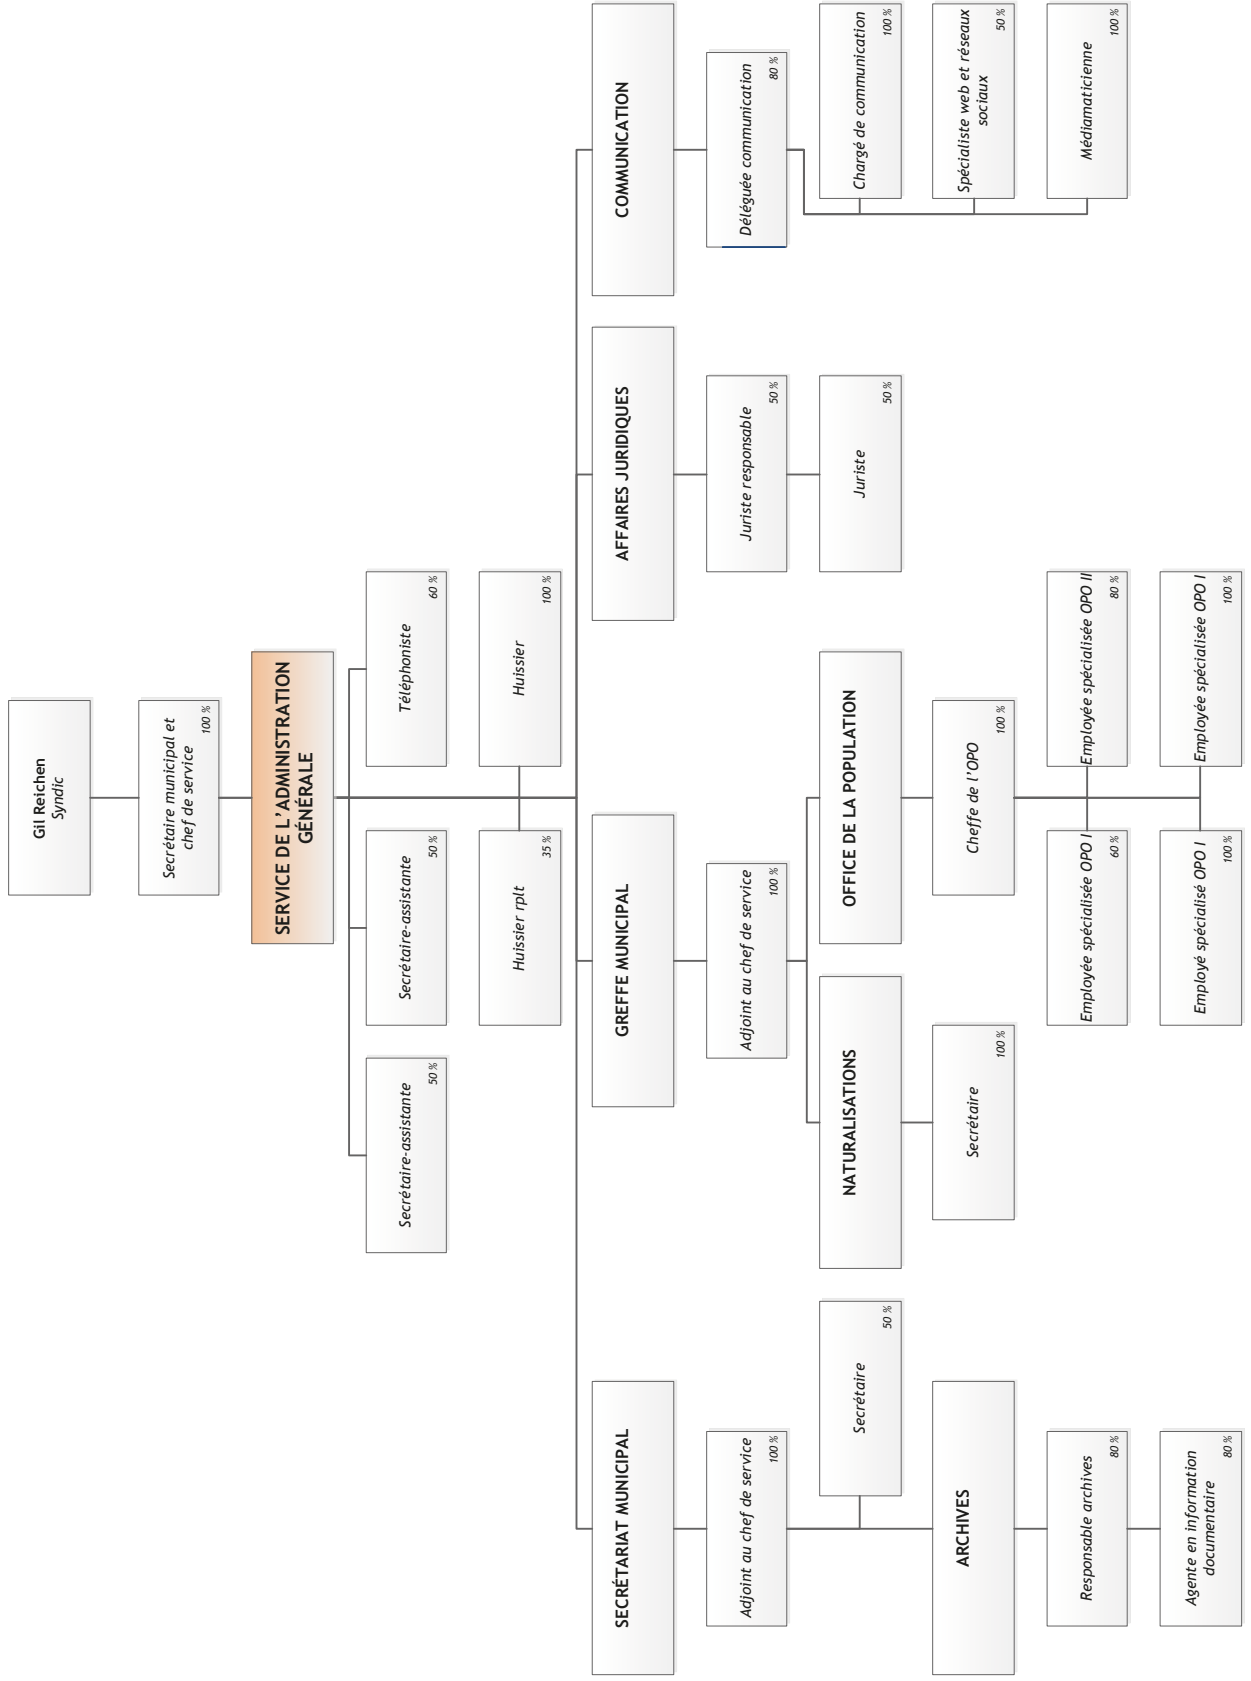 Gil Reichen
Syndic
Secrétaire municipal et
chef de service
100 %
SERVICE DE L'ADMINISTRATION
GÉNÉRALE
Secrétaire-assistante
50 %
Secrétaire-assistante
50 %
Téléphoniste
60 %
Huissier rplt
35 %
Huissier
100 %
SECRÉTARIAT MUNICIPAL
Adjoint au chef de service
100 %
Secrétaire
50 %
ARCHIVES
Responsable archives
80 %
Agente en information
documentaire
80 %
GREFFE MUNICIPAL
Adjoint au chef de service
100 %
NATURALISATIONS
Secrétaire
100 %
OFFICE DE LA POPULATION
Cheffe de l'OPO
100 %
Employée spécialisée OPO I
60 %
Employée spécialisée OPO II
80 %
Employé spécialisé OPO I
100 %
Employée spécialisée OPO I
100 %
AFFAIRES JURIDIQUES
Juriste responsable
50 %
Juriste
50 %
COMMUNICATION
Déléguée communication
80 %
Chargé de communication
100 %
Spécialiste web et réseaux
sociaux
50 %
Médiamaticienne
100 %